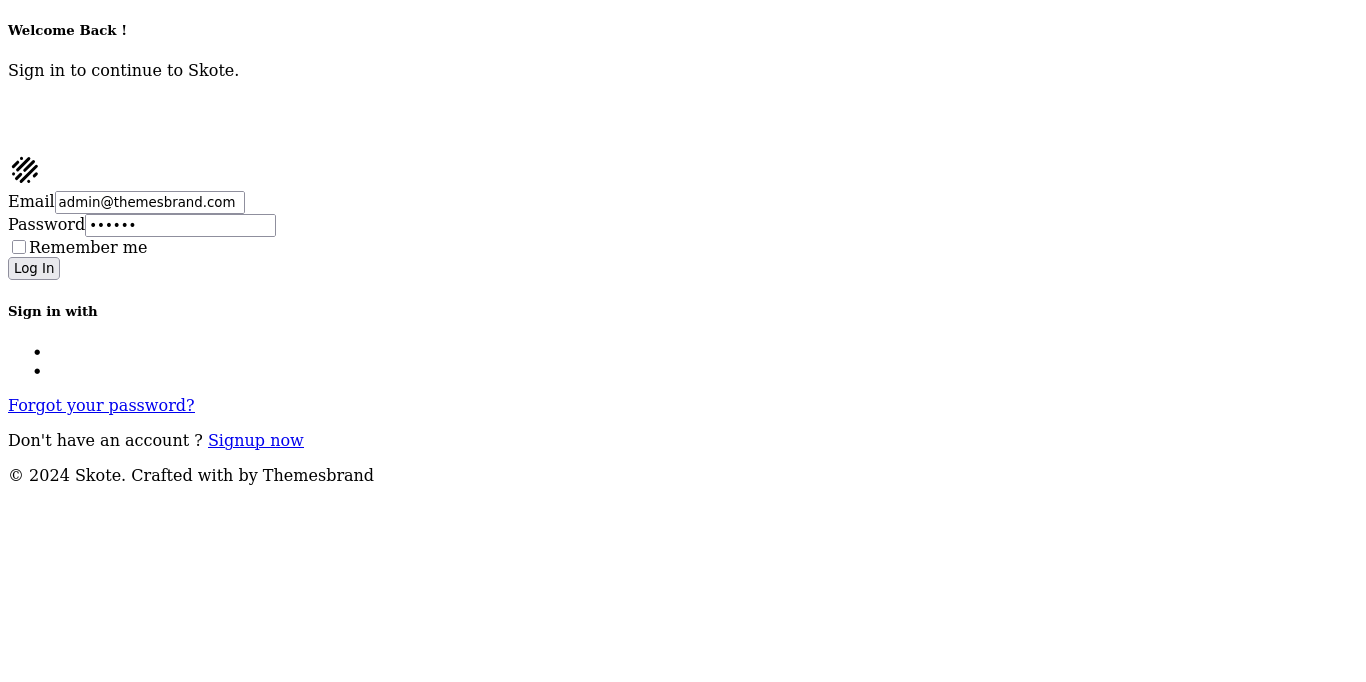 Welcome Back !
Sign in to continue to Skote.
Email admin@themesbrand.com
Password ••••••
Remember me
Log In
Sign in with
Forgot your password?
Don't have an account ? Signup now
© 2024 Skote. Crafted with by Themesbrand